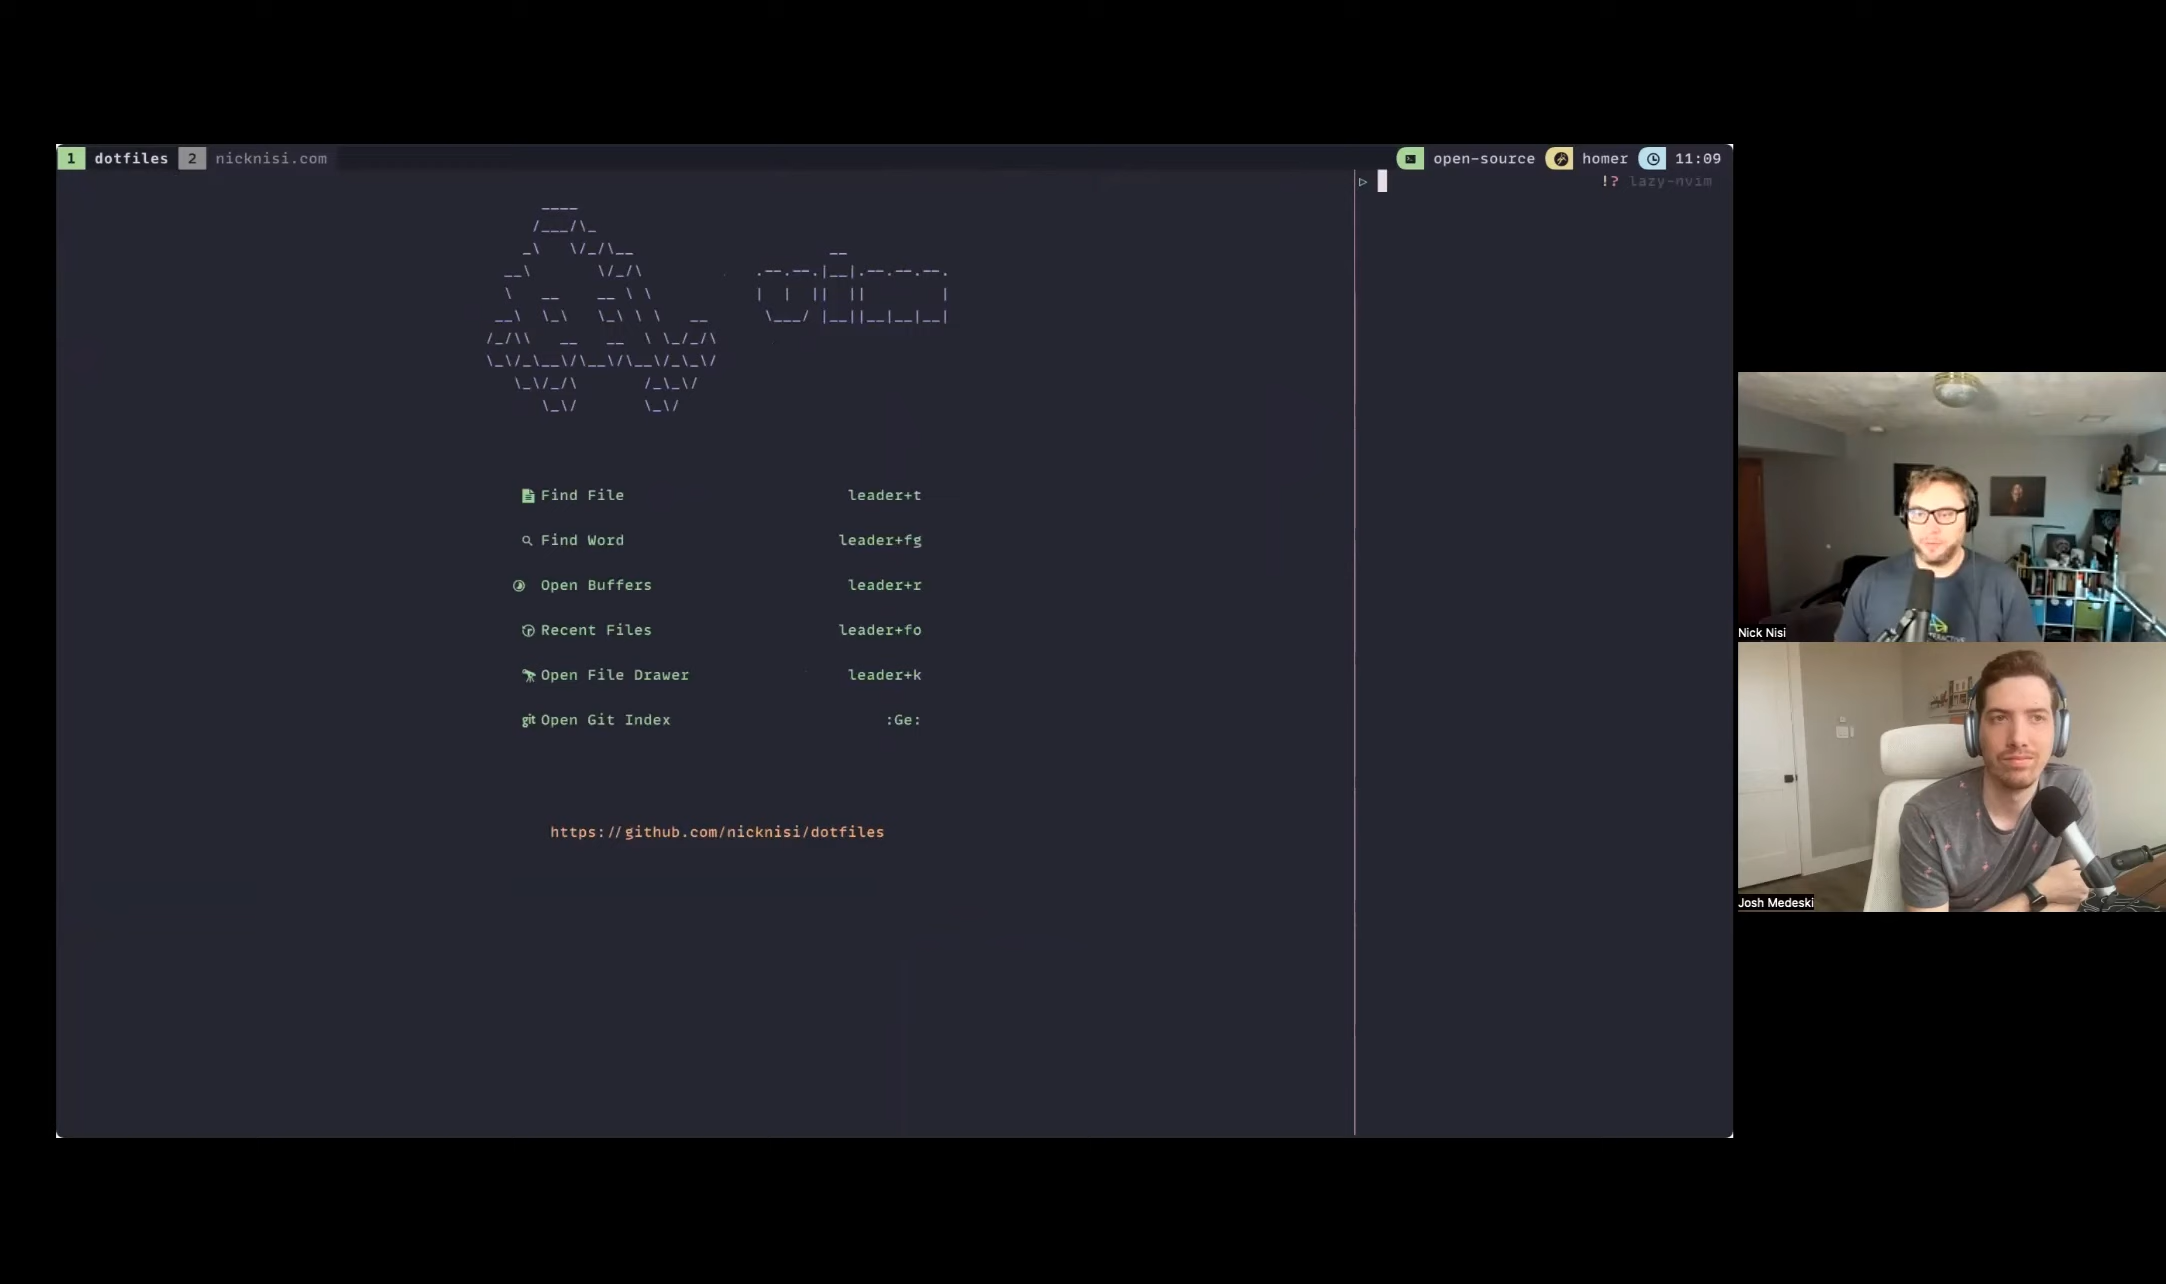 1 dotfiles 2 nicknisi.com
open-source homer 11:09
▷ !? lazy-nvim
Find File leader+t
Find Word leader+fg
Open Buffers leader+r
Recent Files leader+fo
Open File Drawer leader+k
git Open Git Index :Ge:
https://github.com/nicknisi/dotfiles
Nick Nisi
Josh Medeski